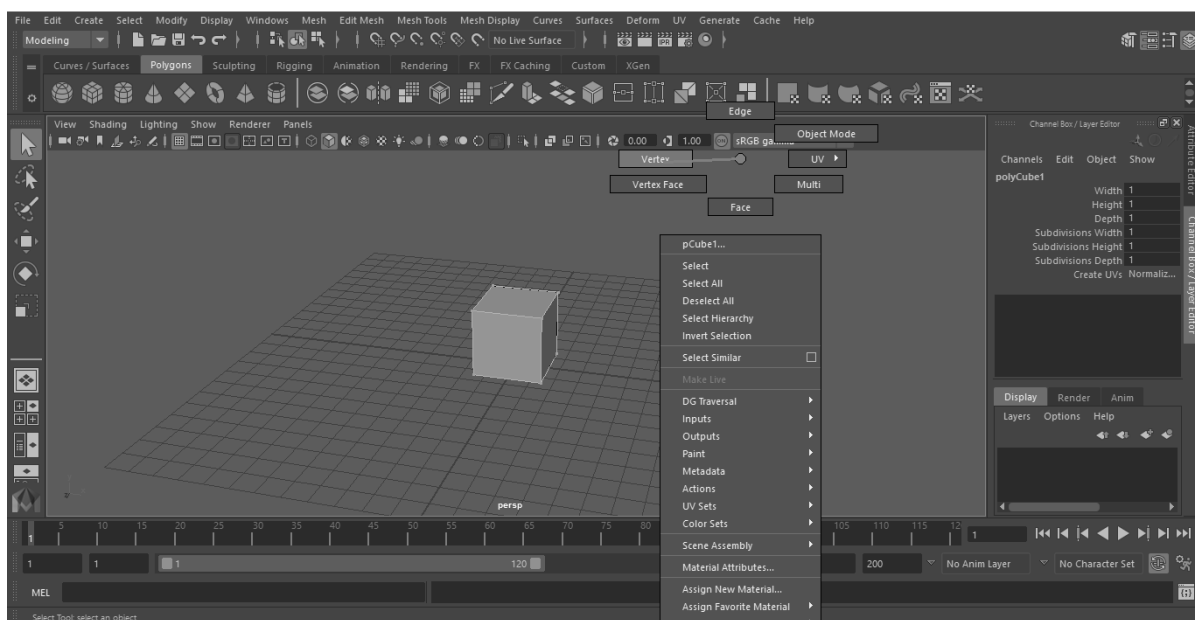 File Edit Create Select Modify Display Windows Mesh Edit Mesh Mesh Tools Mesh Display Curves Surfaces Deform UV Generate Cache Help
Modeling No Live Surface
Curves / Surfaces Polygons Sculpting Rigging Animation Rendering FX FX Caching Custom XGen
View Shading Lighting Show Renderer Panels
0.00 1.00 sRGB
Edge
Object Mode
Vertex UV
Vertex Face Multi
Face
pCube1...
Select
Select All
Deselect All
Select Hierarchy
Invert Selection
Select Similar
Make Live
DG Traversal
Inputs
Outputs
Paint
Metadata
Actions
UV Sets
Color Sets
Scene Assembly
Material Attributes...
Assign New Material...
Assign Favorite Material
persp
Channel Box / Layer Editor
Channels Edit Object Show
polyCube1
Width 1
Height 1
Depth 1
Subdivisions Width 1
Subdivisions Height 1
Subdivisions Depth 1
Create UVs Normaliz...
Attribute Editor
Channel Box / Layer Editor
Display Render Anim
Layers Options Help
5 10 15 20 25 30 35 40 45 50 55 60 65 70 75 80 105 110 115 12
1 1
1 1 1 120 200 No Anim Layer No Character Set
MEL
Select Tool: select an object